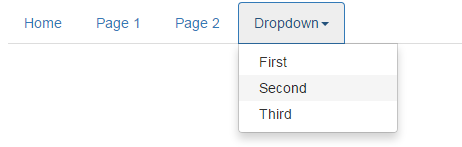 Home Page 1 Page 2 Dropdown
First
Second
Third